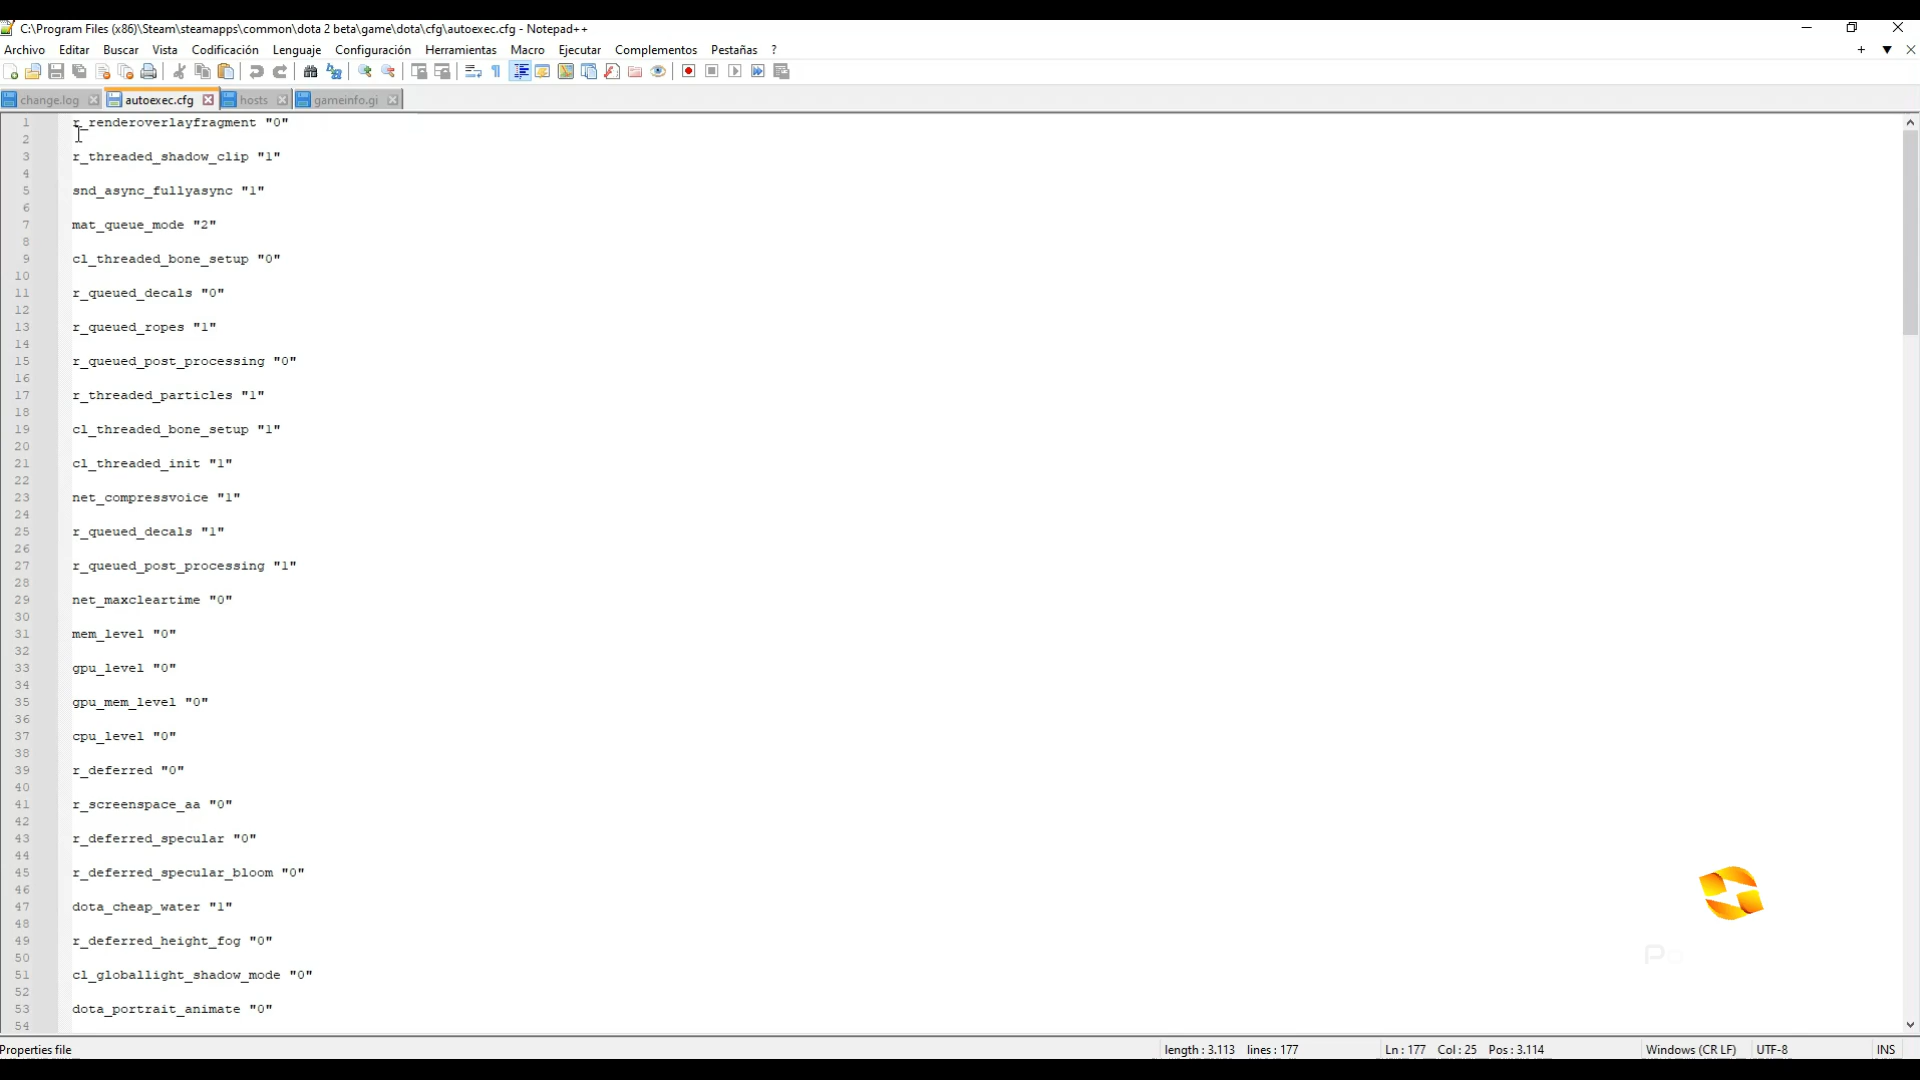 C:\Program Files (x86)\Steam\steamapps\common\dota 2 beta\game\dota\cfg\autoexec.cfg - Notepad++
Archivo Editar Buscar Vista Codificación Lenguaje Configuración Herramientas Macro Ejecutar Complementos Pestañas ?
change.log autoexec.cfg hosts gameinfo.gi
1 r_renderoverlayfragment "0"
2
3 r_threaded_shadow_clip "1"
4
5 snd_async_fullyasync "1"
6
7 mat_queue_mode "2"
8
9 cl_threaded_bone_setup "0"
10
11 r_queued_decals "0"
12
13 r_queued_ropes "1"
14
15 r_queued_post_processing "0"
16
17 r_threaded_particles "1"
18
19 cl_threaded_bone_setup "1"
20
21 cl_threaded_init "1"
22
23 net_compressvoice "1"
24
25 r_queued_decals "1"
26
27 r_queued_post_processing "1"
28
29 net_maxcleartime "0"
30
31 mem_level "0"
32
33 gpu_level "0"
34
35 gpu_mem_level "0"
36
37 cpu_level "0"
38
39 r_deferred "0"
40
41 r_screenspace_aa "0"
42
43 r_deferred_specular "0"
44
45 r_deferred_specular_bloom "0"
46
47 dota_cheap_water "1"
48
49 r_deferred_height_fog "0"
50
51 cl_globallight_shadow_mode "0"
52
53 dota_portrait_animate "0"
54
Properties file length : 3.113 lines : 177 Ln : 177 Col : 25 Pos : 3.114 Windows (CR LF) UTF-8 INS